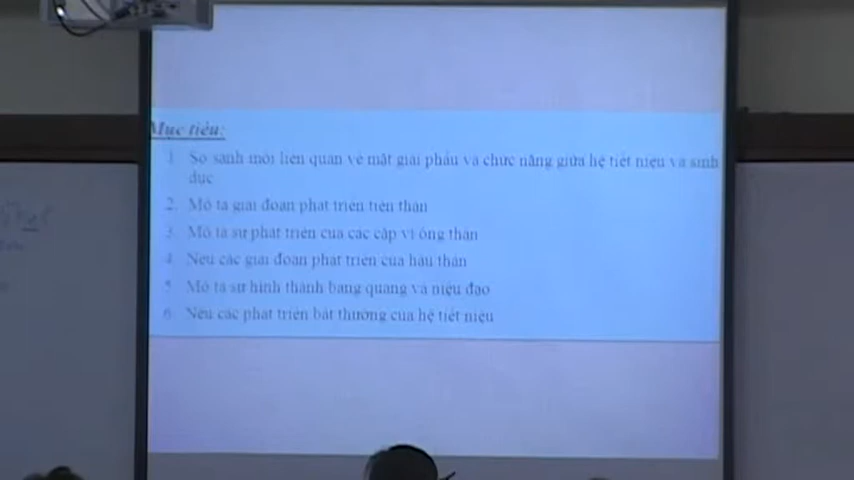 Mục tiêu:
1. So sánh mối liên quan về mặt giải phẩu và chức năng giữa hệ tiết niệu và sinh
dục
2. Mô tả giai đoạn phát triển tiền thận
3. Mô tả sự phát triển của các cặp vi ống thận
4. Nêu các giai đoạn phát triển của hậu thận
5. Mô tả sự hình thành bàng quang và niệu đạo
6. Nêu các phát triển bất thường của hệ tiết niệu